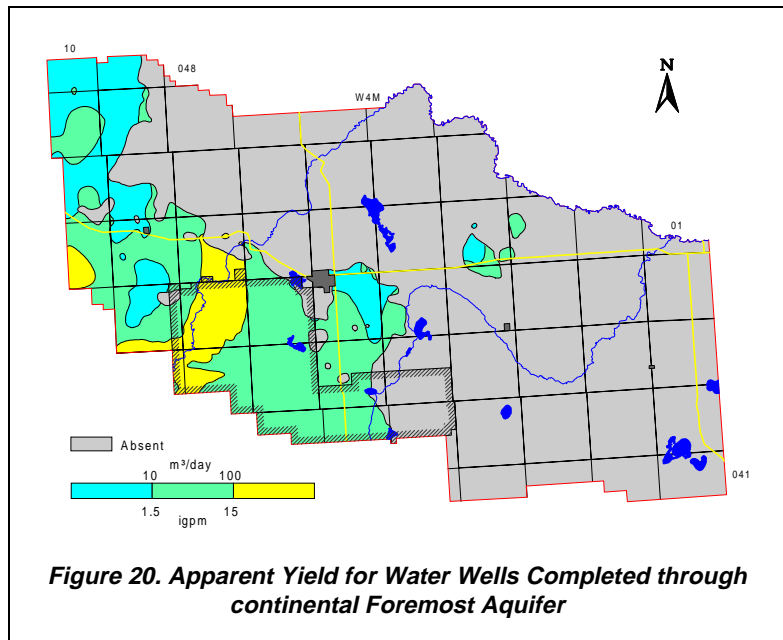 10
048
W4M
N
01
Absent
m³/day
10 100
1.5 15
igpm
041
Figure 20. Apparent Yield for Water Wells Completed through
continental Foremost Aquifer